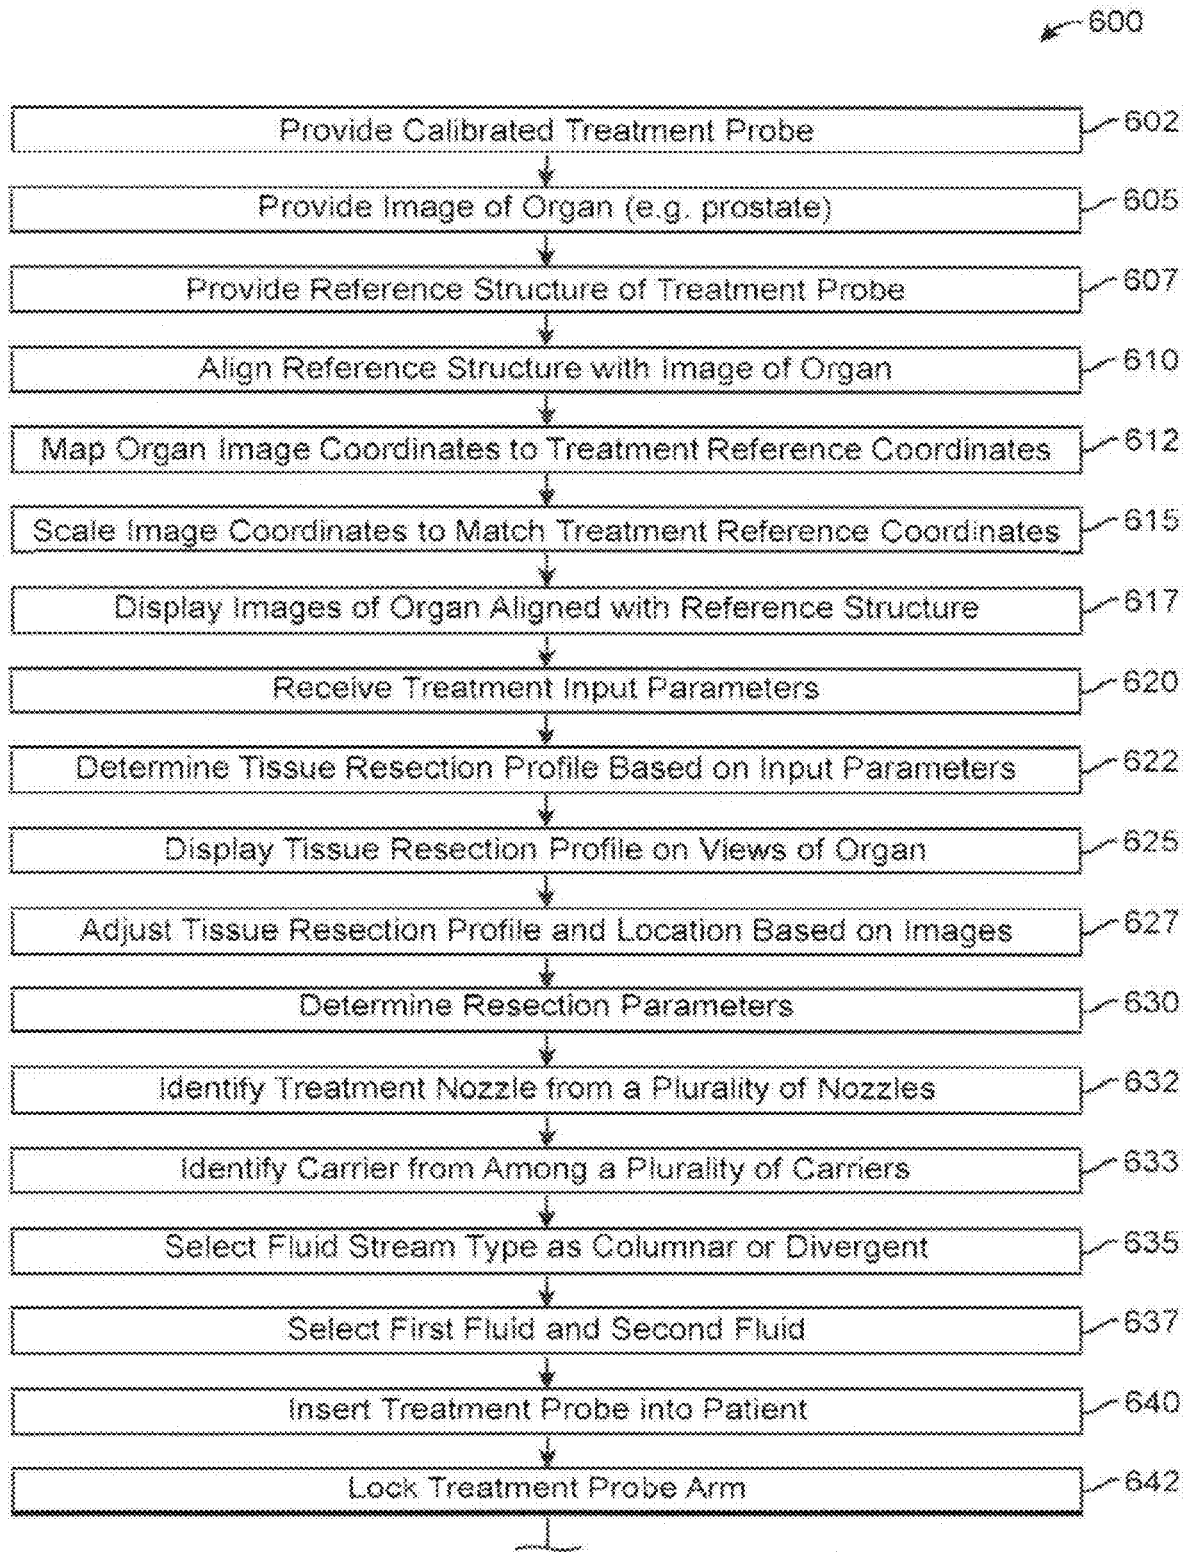 600
Provide Calibrated Treatment Probe 602
Provide Image of Organ (e.g. prostate) 605
Provide Reference Structure of Treatment Probe 607
Align Reference Structure with Image of Organ 610
Map Organ Image Coordinates to Treatment Reference Coordinates 612
Scale Image Coordinates to Match Treatment Reference Coordinates 615
Display Images of Organ Aligned with Reference Structure 617
Receive Treatment Input Parameters 620
Determine Tissue Resection Profile Based on Input Parameters 622
Display Tissue Resection Profile on Views of Organ 625
Adjust Tissue Resection Profile and Location Based on Images 627
Determine Resection Parameters 630
Identify Treatment Nozzle from a Plurality of Nozzles 632
Identify Carrier from Among a Plurality of Carriers 633
Select Fluid Stream Type as Columnar or Divergent 635
Select First Fluid and Second Fluid 637
Insert Treatment Probe into Patient 640
Lock Treatment Probe Arm 642